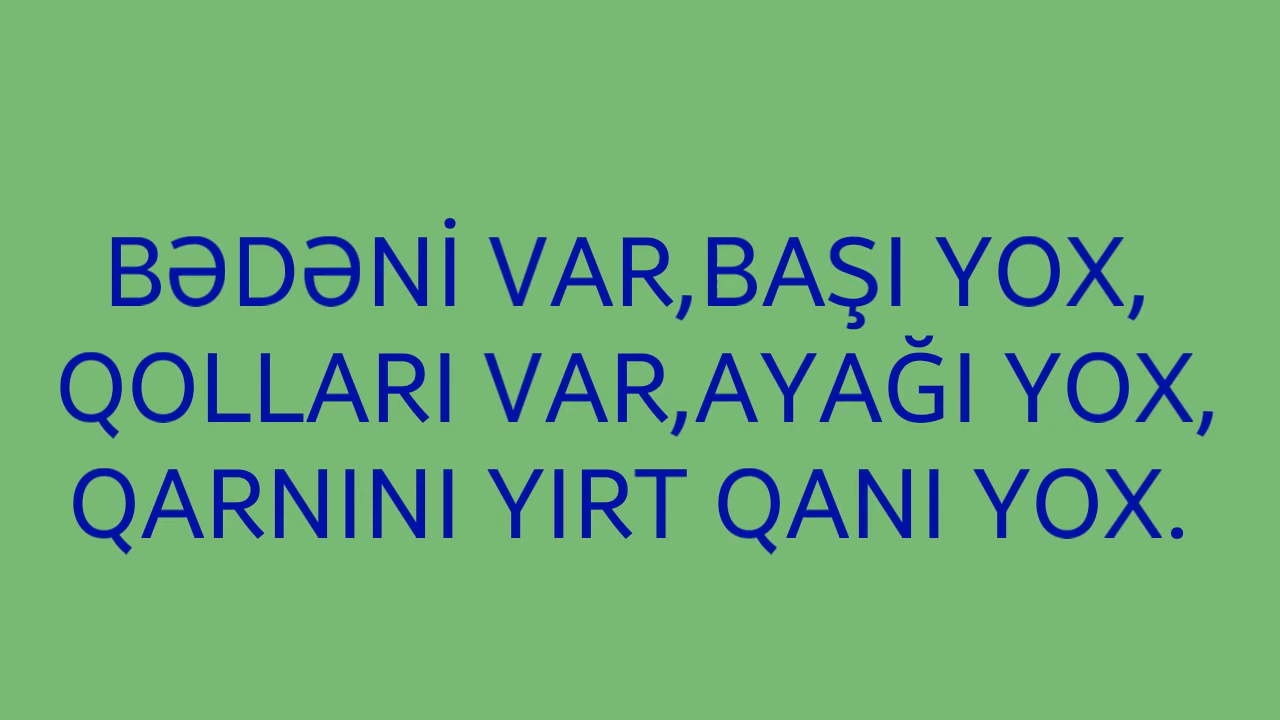 BƏDƏNİ VAR,BAŞI YOX,
QOLLARI VAR,AYAĞI YOX,
QARNINI YIRT QANI YOX.